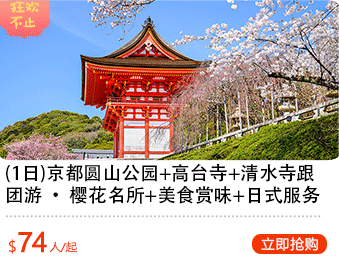 狂欢
不止
(1日)京都圆山公园+高台寺+清水寺跟
团游 • 樱花名所+美食赏味+日式服务
$74人/起
立即抢购